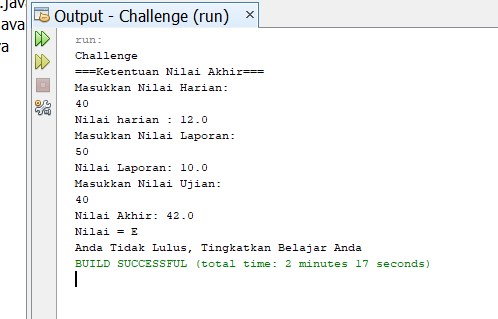 .java
Output - Challenge (run) ×
ava
va
run:
Challenge
===Ketentuan Nilai Akhir===
Masukkan Nilai Harian:
40
Nilai harian : 12.0
Masukkan Nilai Laporan:
50
Nilai Laporan: 10.0
Masukkan Nilai Ujian:
40
Nilai Akhir: 42.0
Nilai = E
Anda Tidak Lulus, Tingkatkan Belajar Anda
BUILD SUCCESSFUL (total time: 2 minutes 17 seconds)